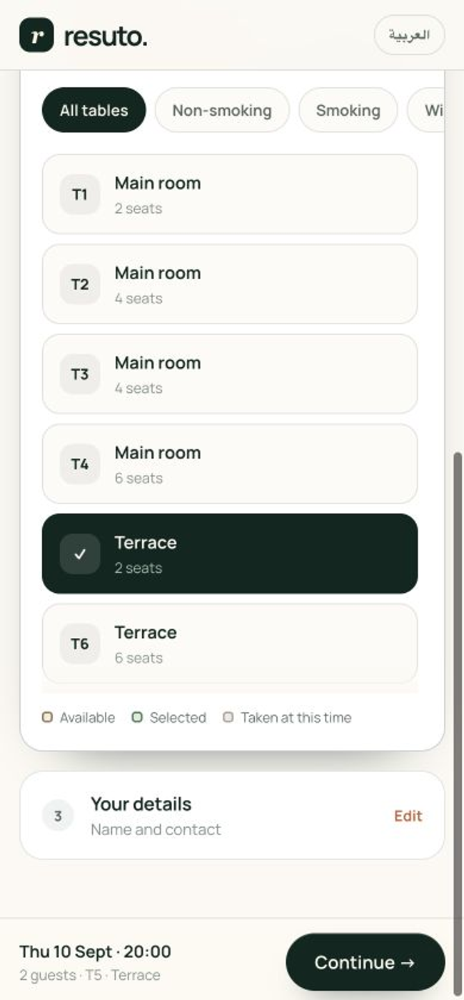 r resuto.
العربية
All tables
Non-smoking
Smoking
Wi
T1
Main room
2 seats
T2
Main room
4 seats
T3
Main room
4 seats
T4
Main room
6 seats
Terrace
2 seats
T6
Terrace
6 seats
Available
Selected
Taken at this time
3
Your details
Name and contact
Edit
Thu 10 Sept · 20:00
2 guests · T5 · Terrace
Continue →